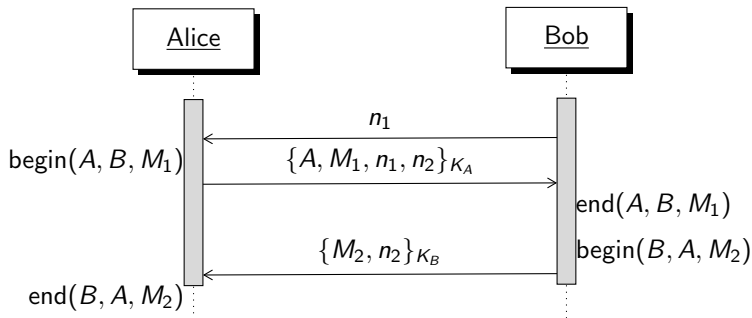 Alice
Bob
n₁
begin(A, B, M₁)
{A, M₁, n₁, n₂}_{K_A}
end(A, B, M₁)
{M₂, n₂}_{K_B}
begin(B, A, M₂)
end(B, A, M₂)